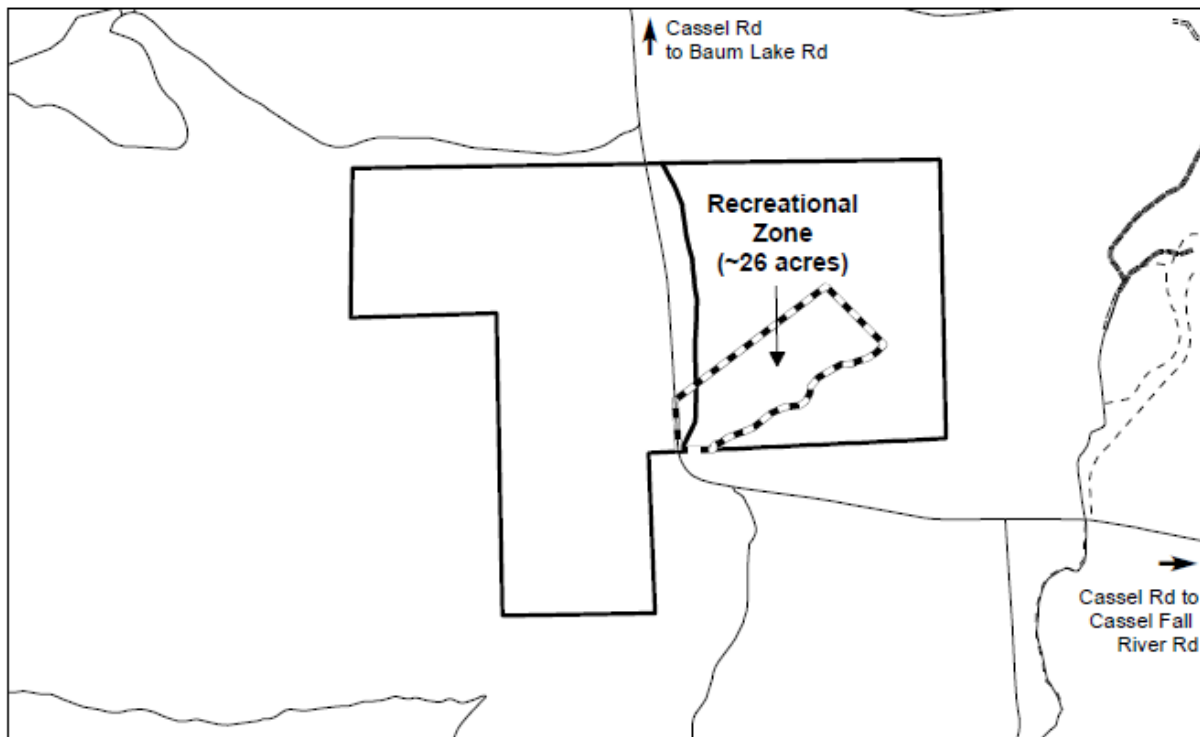 Cassel Rd
to Baum Lake Rd
Recreational
Zone
(~26 acres)
Cassel Rd to
Cassel Fall
River Rd